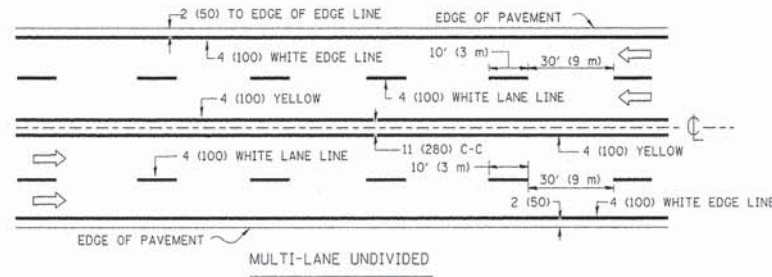 2 (50) TO EDGE OF EDGE LINE
EDGE OF PAVEMENT
4 (100) WHITE EDGE LINE
10' (3 m)
30' (9 m)
4 (100) YELLOW
4 (100) WHITE LANE LINE
CL
4 (100) WHITE LANE LINE
11 (280) C-C
4 (100) YELLOW
10' (3 m)
30' (9 m)
2 (50)
4 (100) WHITE EDGE LINE
EDGE OF PAVEMENT
MULTI-LANE UNDIVIDED